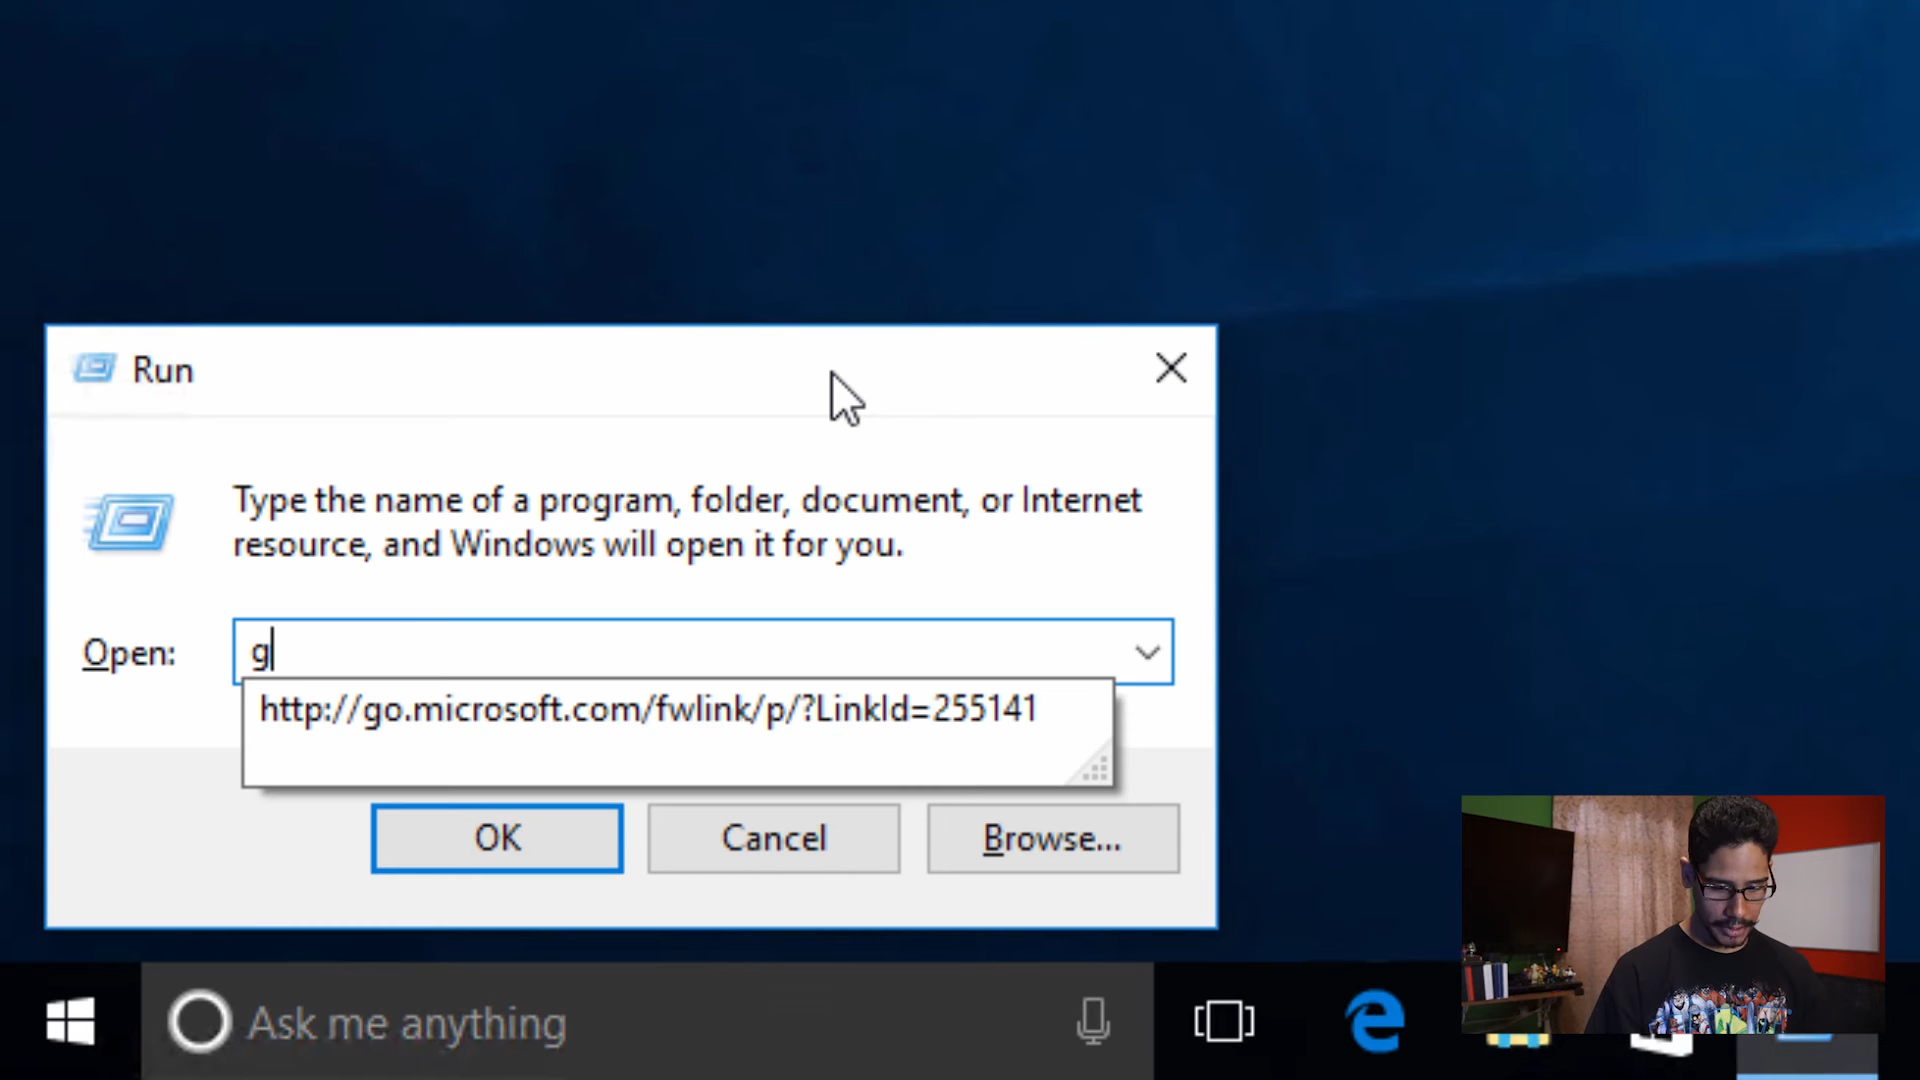 Run
Type the name of a program, folder, document, or Internet
resource, and Windows will open it for you.
Open:
g
http://go.microsoft.com/fwlink/p/?LinkId=255141
OK
Cancel
Browse...
Ask me anything